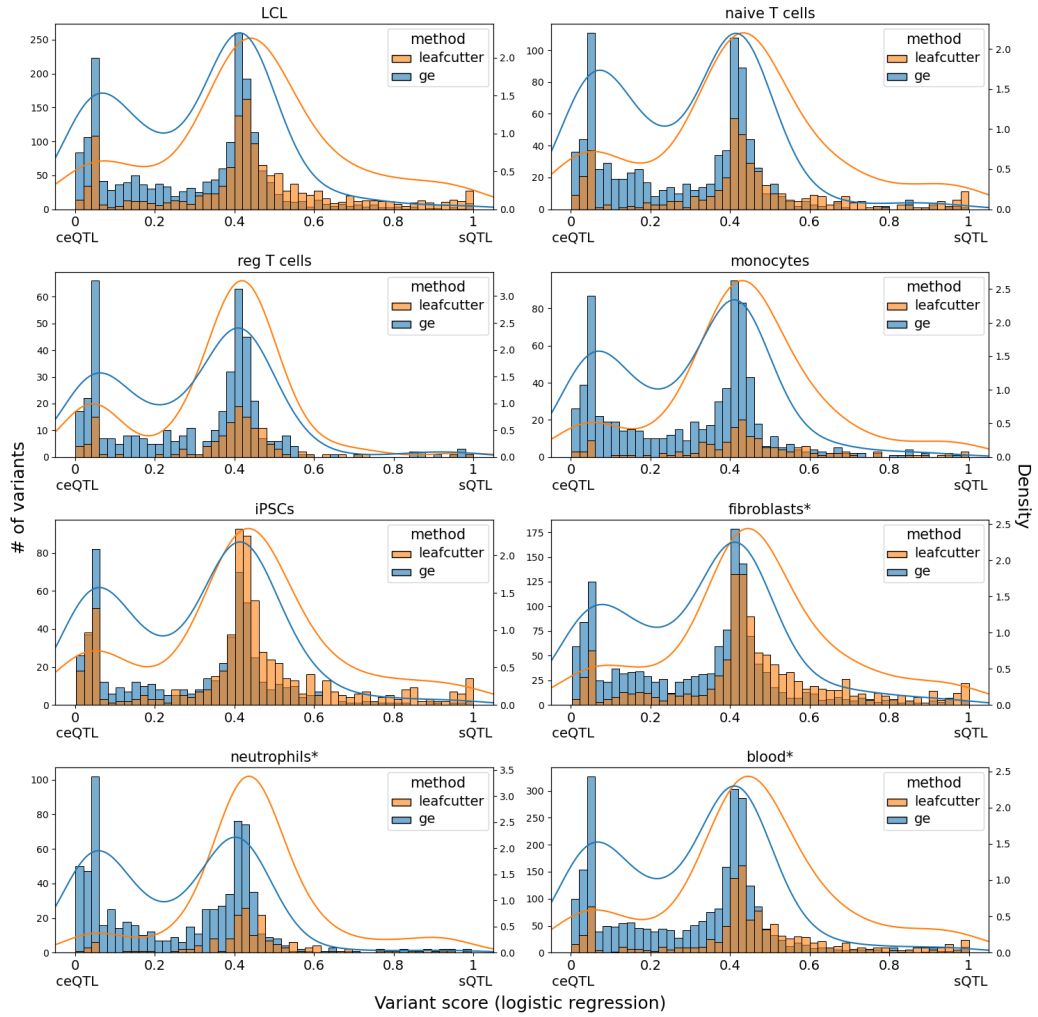 LCL
250
200
150
100
50
0
2.0
1.5
1.0
0.5
0.0
method
leafcutter
ge
0 0.2 0.4 0.6 0.8 1
ceQTL sQTL
naive T cells
100
80
60
40
20
0
2.0
1.5
1.0
0.5
0.0
method
leafcutter
ge
0 0.2 0.4 0.6 0.8 1
ceQTL sQTL
reg T cells
60
50
40
30
20
10
0
3.0
2.5
2.0
1.5
1.0
0.5
0.0
method
leafcutter
ge
0 0.2 0.4 0.6 0.8 1
ceQTL sQTL
monocytes
80
60
40
20
0
2.5
2.0
1.5
1.0
0.5
0.0
method
leafcutter
ge
0 0.2 0.4 0.6 0.8 1
ceQTL sQTL
# of variants
Density
iPSCs
80
60
40
20
0
2.0
1.5
1.0
0.5
0.0
method
leafcutter
ge
0 0.2 0.4 0.6 0.8 1
ceQTL sQTL
fibroblasts*
175
150
125
100
75
50
25
0
2.5
2.0
1.5
1.0
0.5
0.0
method
leafcutter
ge
0 0.2 0.4 0.6 0.8 1
ceQTL sQTL
neutrophils*
100
80
60
40
20
0
3.5
3.0
2.5
2.0
1.5
1.0
0.5
0.0
method
leafcutter
ge
0 0.2 0.4 0.6 0.8 1
ceQTL sQTL
blood*
300
250
200
150
100
50
0
2.5
2.0
1.5
1.0
0.5
0.0
method
leafcutter
ge
0 0.2 0.4 0.6 0.8 1
ceQTL sQTL
Variant score (logistic regression)